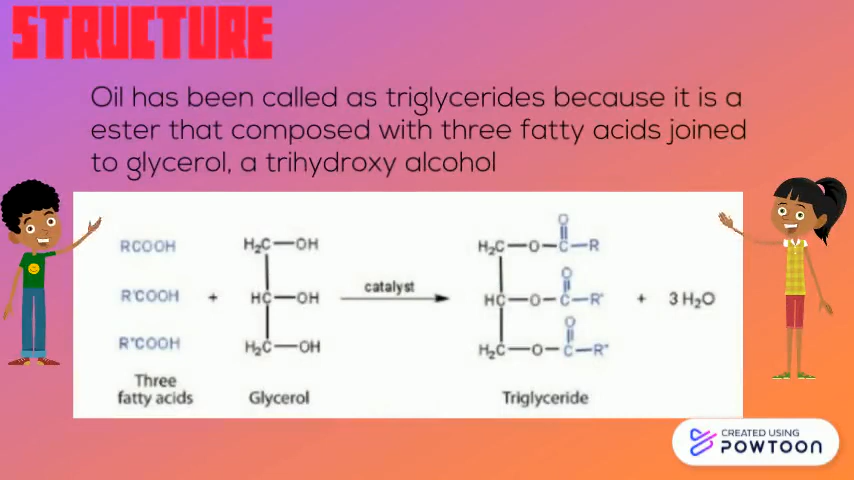 STRUCTURE
Oil has been called as triglycerides because it is a
ester that composed with three fatty acids joined
to glycerol, a trihydroxy alcohol
RCOOH
R'COOH
R"COOH
Three
fatty acids
+
H₂C—OH
HC—OH
H₂C—OH
Glycerol
catalyst
O
H₂C—O—C—R
O
HC—O—C—R'
O
H₂C—O—C—R"
Triglyceride
+ 3 H₂O
CREATED USING
POWTOON